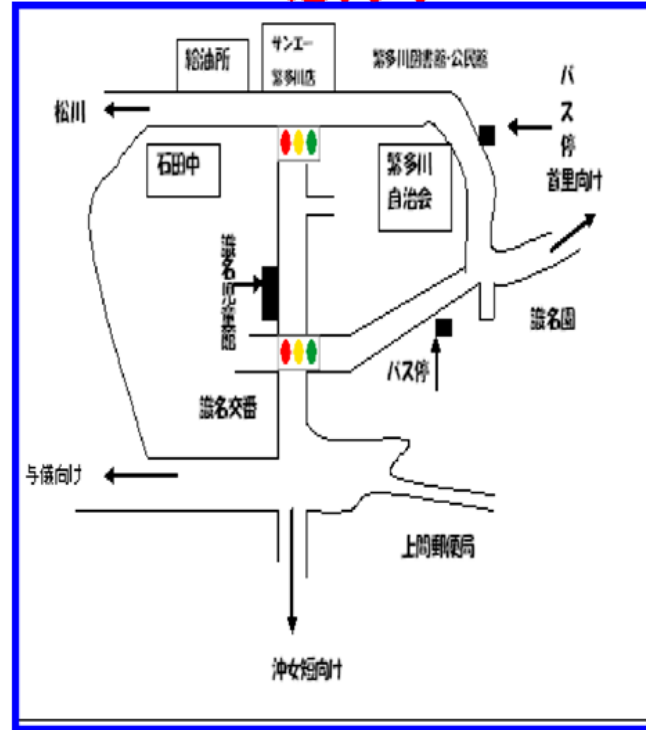 給油所
サンエー
繁多川店
繁多川図書館・公民館
バス停
松川
石田中
繁多川
自治会
首里向け
識名児童館
識名園
バス停
識名交番
与儀向け
上間郵便局
沖女短向け